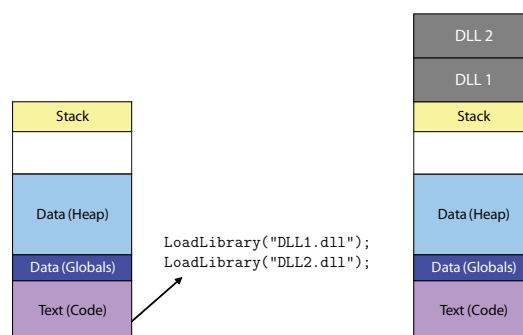 DLL 2
DLL 1
Stack
Stack
Data (Heap)
Data (Heap)
LoadLibrary("DLL1.dll");
LoadLibrary("DLL2.dll");
Data (Globals)
Data (Globals)
Text (Code)
Text (Code)